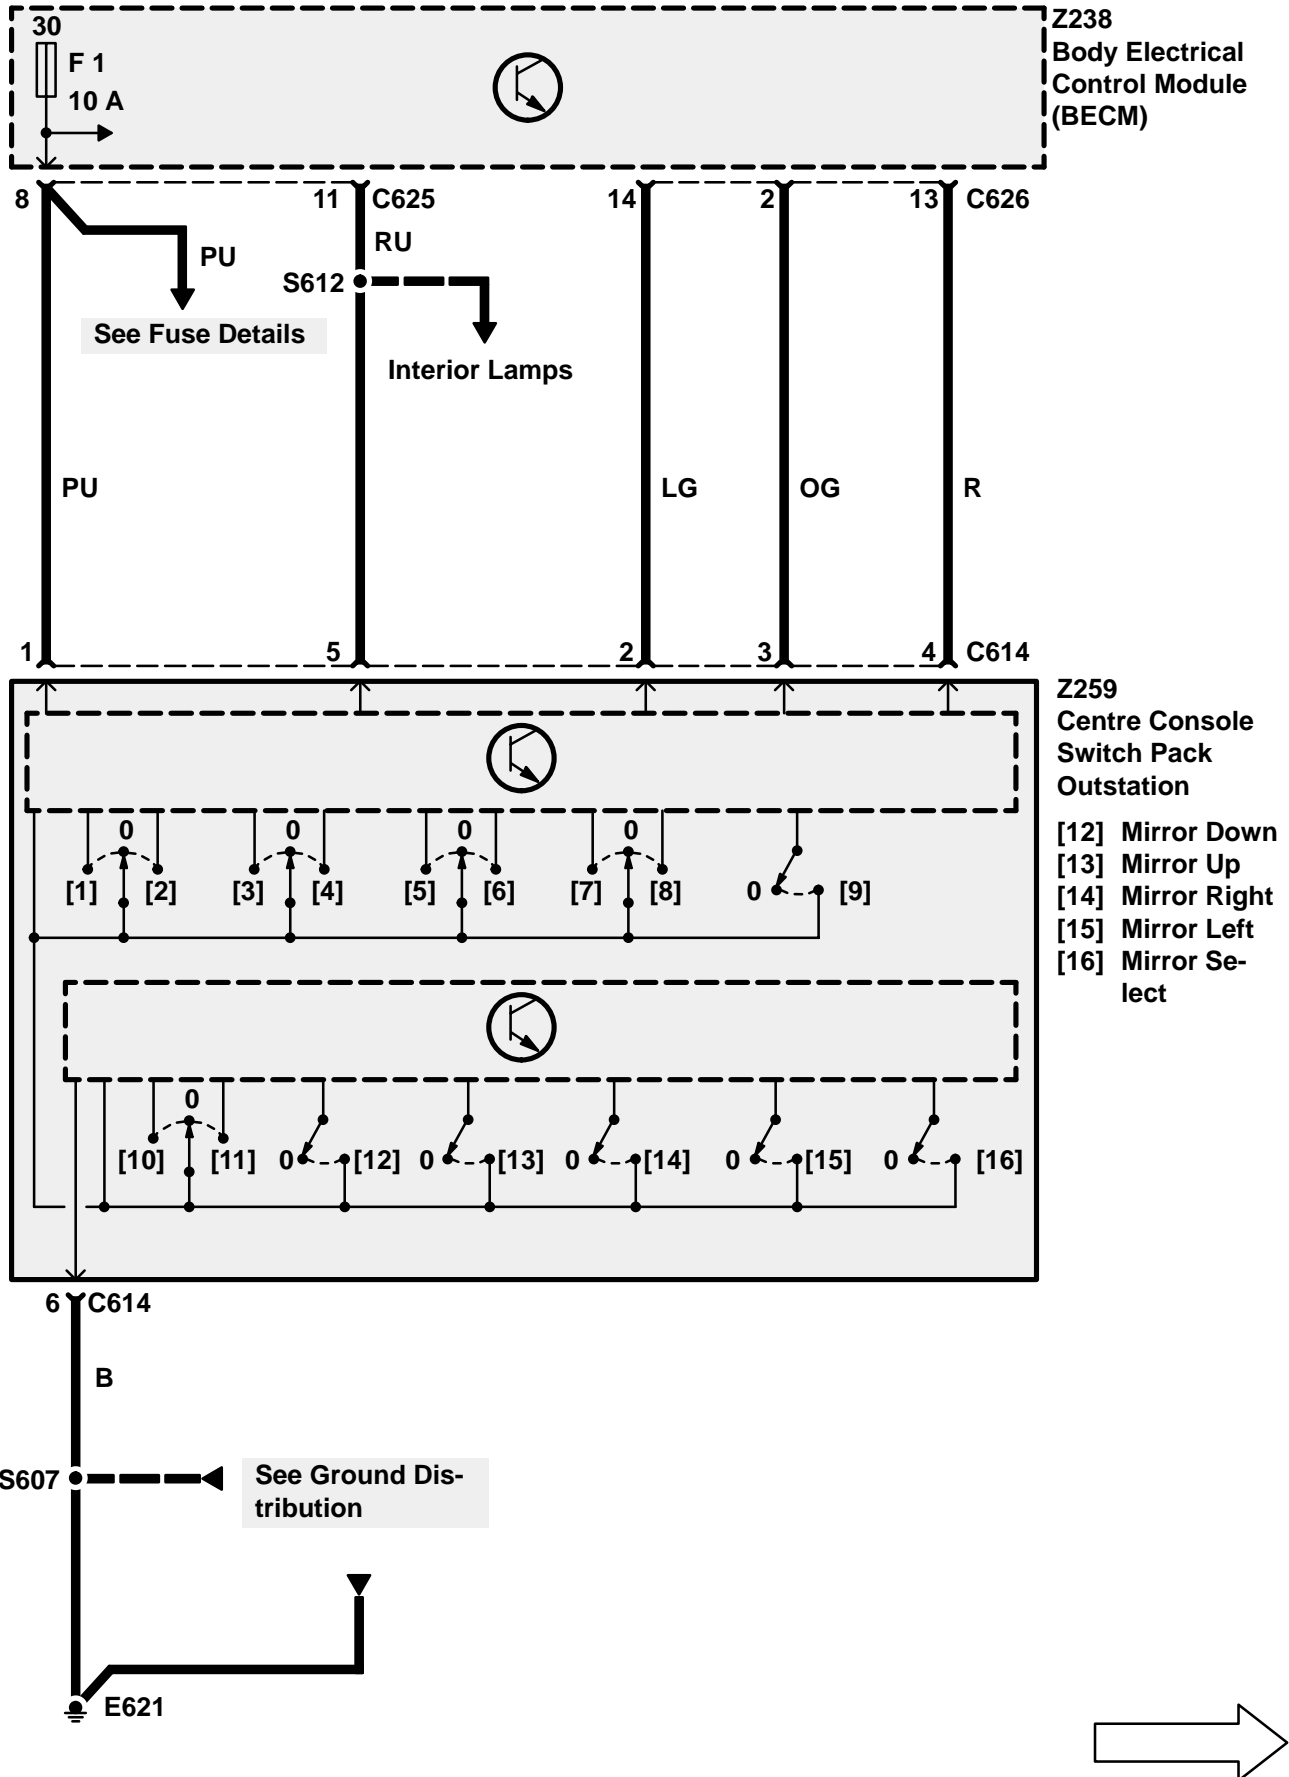 30
F 1
10 A
Z238
Body Electrical
Control Module
(BECM)
8
11
C625
14
2
13
C626
PU
RU
S612
See Fuse Details
Interior Lamps
PU
LG
OG
R
1
5
2
3
4
C614
Z259
Centre Console
Switch Pack
Outstation
[12] Mirror Down
[13] Mirror Up
[14] Mirror Right
[15] Mirror Left
[16] Mirror Se-
lect
0
0
0
0
[1]
[2]
[3]
[4]
[5]
[6]
[7]
[8]
0
[9]
0
[10]
[11]
0
[12]
0
[13]
0
[14]
0
[15]
0
[16]
6
C614
B
S607
See Ground Dis-
tribution
E621